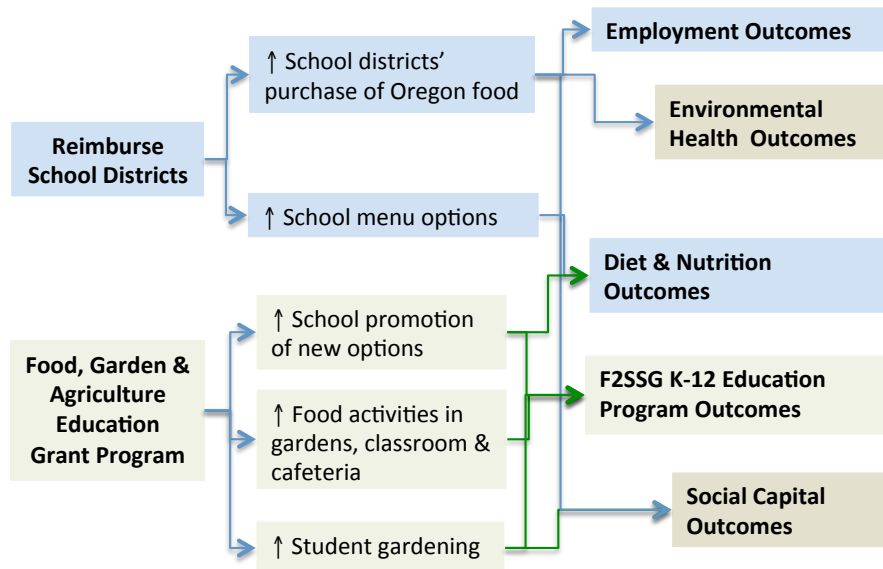 Reimburse
School Districts
↑ School districts'
purchase of Oregon food
↑ School menu options
Food, Garden &
Agriculture
Education
Grant Program
↑ School promotion
of new options
↑ Food activities in
gardens, classroom &
cafeteria
↑ Student gardening
Employment Outcomes
Environmental
Health Outcomes
Diet & Nutrition
Outcomes
F2SSG K-12 Education
Program Outcomes
Social Capital
Outcomes